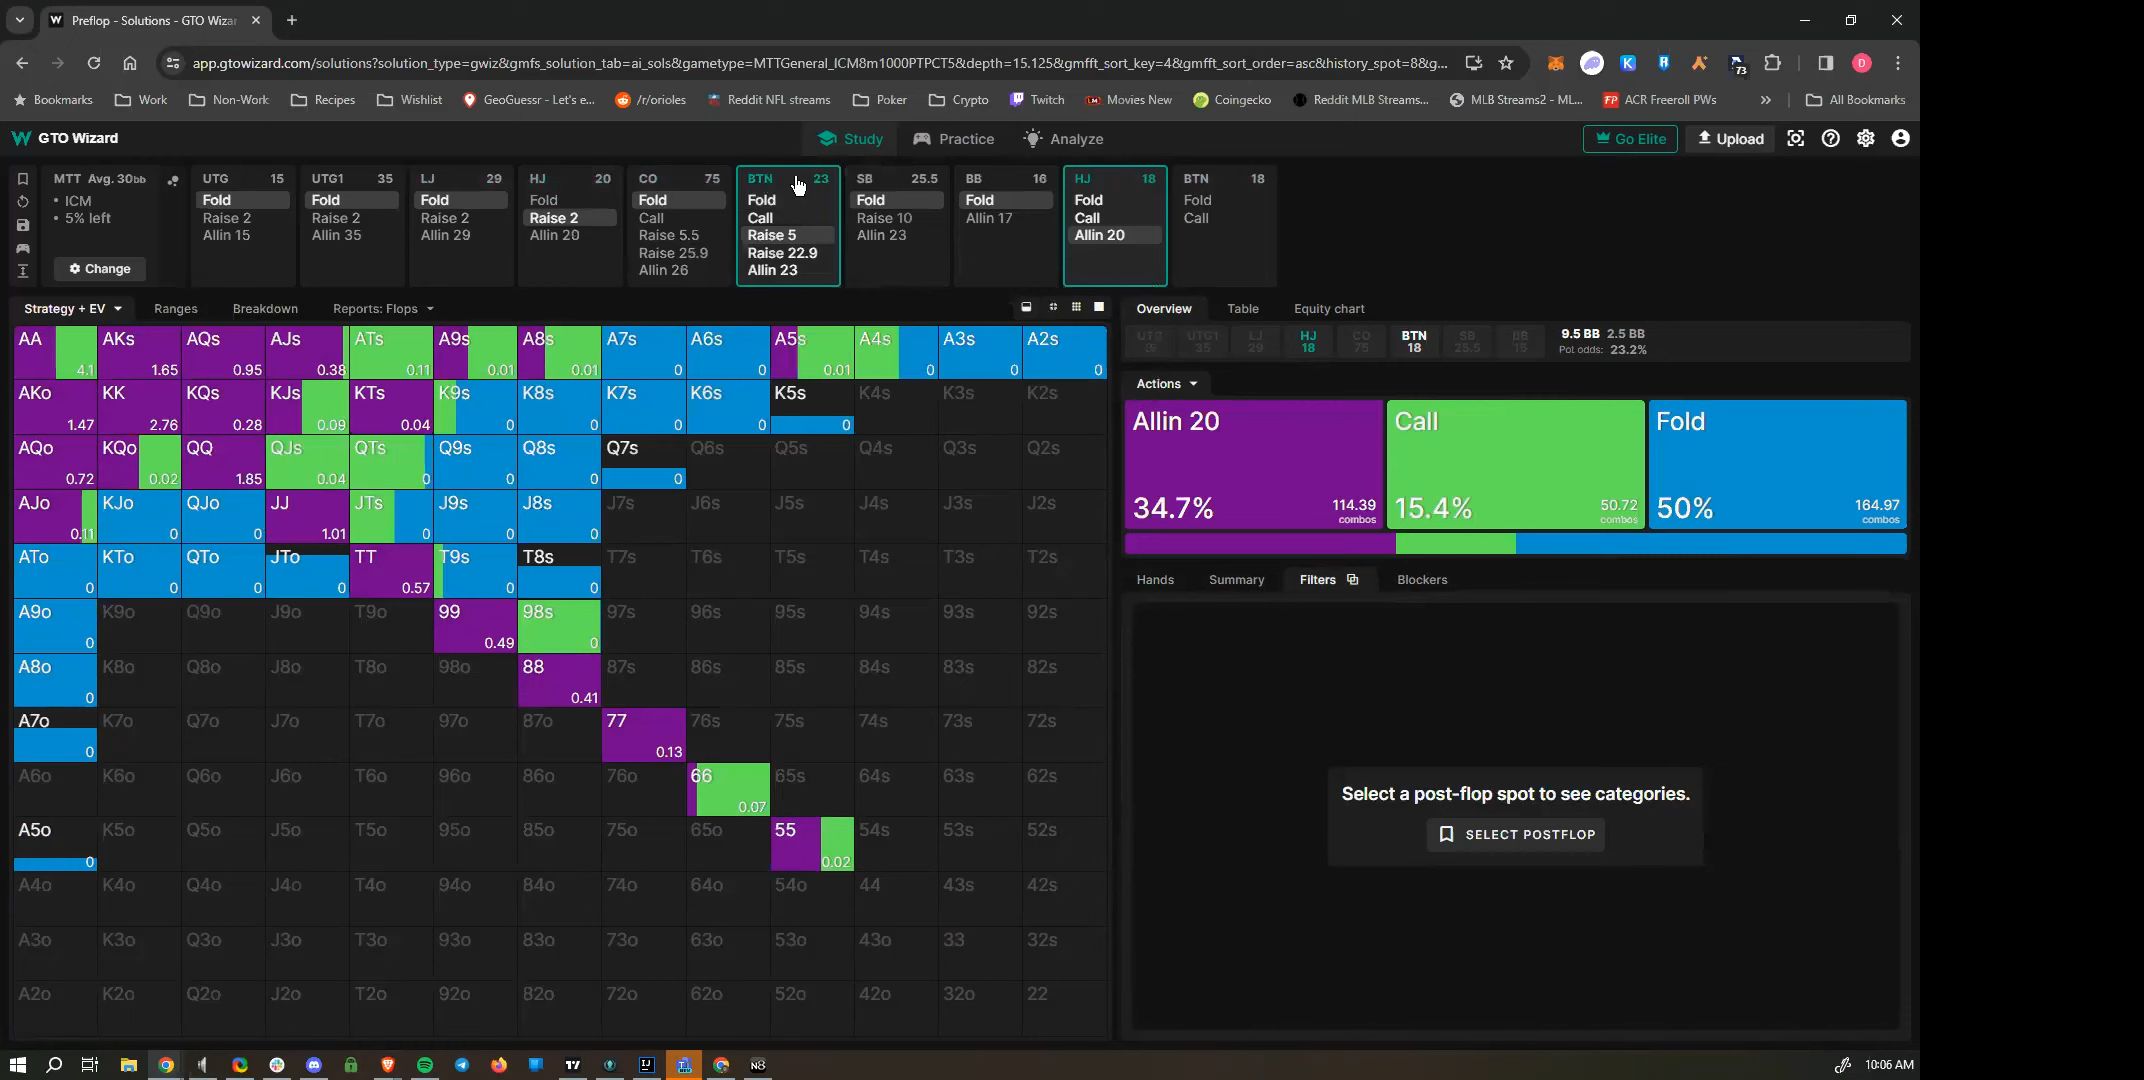 Preflop - Solutions - GTO Wizar
app.gtowizard.com/solutions?solution_type=gwiz&gmfs_solution_tab=ai_sols&gametype=MTTGeneral_ICM8m1000PTPCT5&depth=15.125&gmfft_sort_key=4&gmfft_sort_order=asc&history_spot=8&g...
73
D
Bookmarks Work Non-Work Recipes Wishlist GeoGuessr - Let's e... /r/orioles Reddit NFL streams Poker Crypto Twitch Movies New Coingecko Reddit MLB Streams... MLB Streams2 - ML... ACR Freeroll PWs » All Bookmarks
GTO Wizard Study Practice Analyze Go Elite Upload
MTT Avg. 30bb
• ICM
• 5% left
Change
UTG 15
Fold
Raise 2
Allin 15
UTG1 35
Fold
Raise 2
Allin 35
LJ 29
Fold
Raise 2
Allin 29
HJ 20
Fold
Raise 2
Allin 20
CO 75
Fold
Call
Raise 5.5
Raise 25.9
Allin 26
BTN 23
Fold
Call
Raise 5
Raise 22.9
Allin 23
SB 25.5
Fold
Raise 10
Allin 23
BB 16
Fold
Allin 17
HJ 18
Fold
Call
Allin 20
BTN 18
Fold
Call
Strategy + EV Ranges Breakdown Reports: Flops
AA AKs AQs AJs ATs A9s A8s A7s A6s A5s A4s A3s A2s
4.1 1.65 0.95 0.38 0.11 0.01 0.01 0 0 0.01 0 0 0
AKo KK KQs KJs KTs K9s K8s K7s K6s K5s K4s K3s K2s
1.47 2.76 0.28 0.09 0.04 0 0 0 0 0
AQo KQo QQ QJs QTs Q9s Q8s Q7s Q6s Q5s Q4s Q3s Q2s
0.72 0.02 1.85 0.04 0 0 0 0
AJo KJo QJo JJ JTs J9s J8s J7s J6s J5s J4s J3s J2s
0.11 0 0 1.01 0 0 0
ATo KTo QTo JTo TT T9s T8s T7s T6s T5s T4s T3s T2s
0 0 0 0 0.57 0 0
A9o K9o Q9o J9o T9o 99 98s 97s 96s 95s 94s 93s 92s
0 0.49 0
A8o K8o Q8o J8o T8o 98o 88 87s 86s 85s 84s 83s 82s
0 0.41
A7o K7o Q7o J7o T7o 97o 87o 77 76s 75s 74s 73s 72s
0 0.13
A6o K6o Q6o J6o T6o 96o 86o 76o 66 65s 64s 63s 62s
0.07
A5o K5o Q5o J5o T5o 95o 85o 75o 65o 55 54s 53s 52s
0 0.02
A4o K4o Q4o J4o T4o 94o 84o 74o 64o 54o 44 43s 42s
A3o K3o Q3o J3o T3o 93o 83o 73o 63o 53o 43o 33 32s
A2o K2o Q2o J2o T2o 92o 82o 72o 62o 52o 42o 32o 22
Overview Table Equity chart
UTG UTG1 LJ HJ CO BTN SB BB
35 29 18 75 18 25.5
9.5 BB 2.5 BB
Pot odds: 23.2%
Actions
Allin 20
34.7%
114.39
combos
Call
15.4%
50.72
combos
Fold
50%
164.97
combos
Hands Summary Filters Blockers
Select a post-flop spot to see categories.
SELECT POSTFLOP
10:06 AM